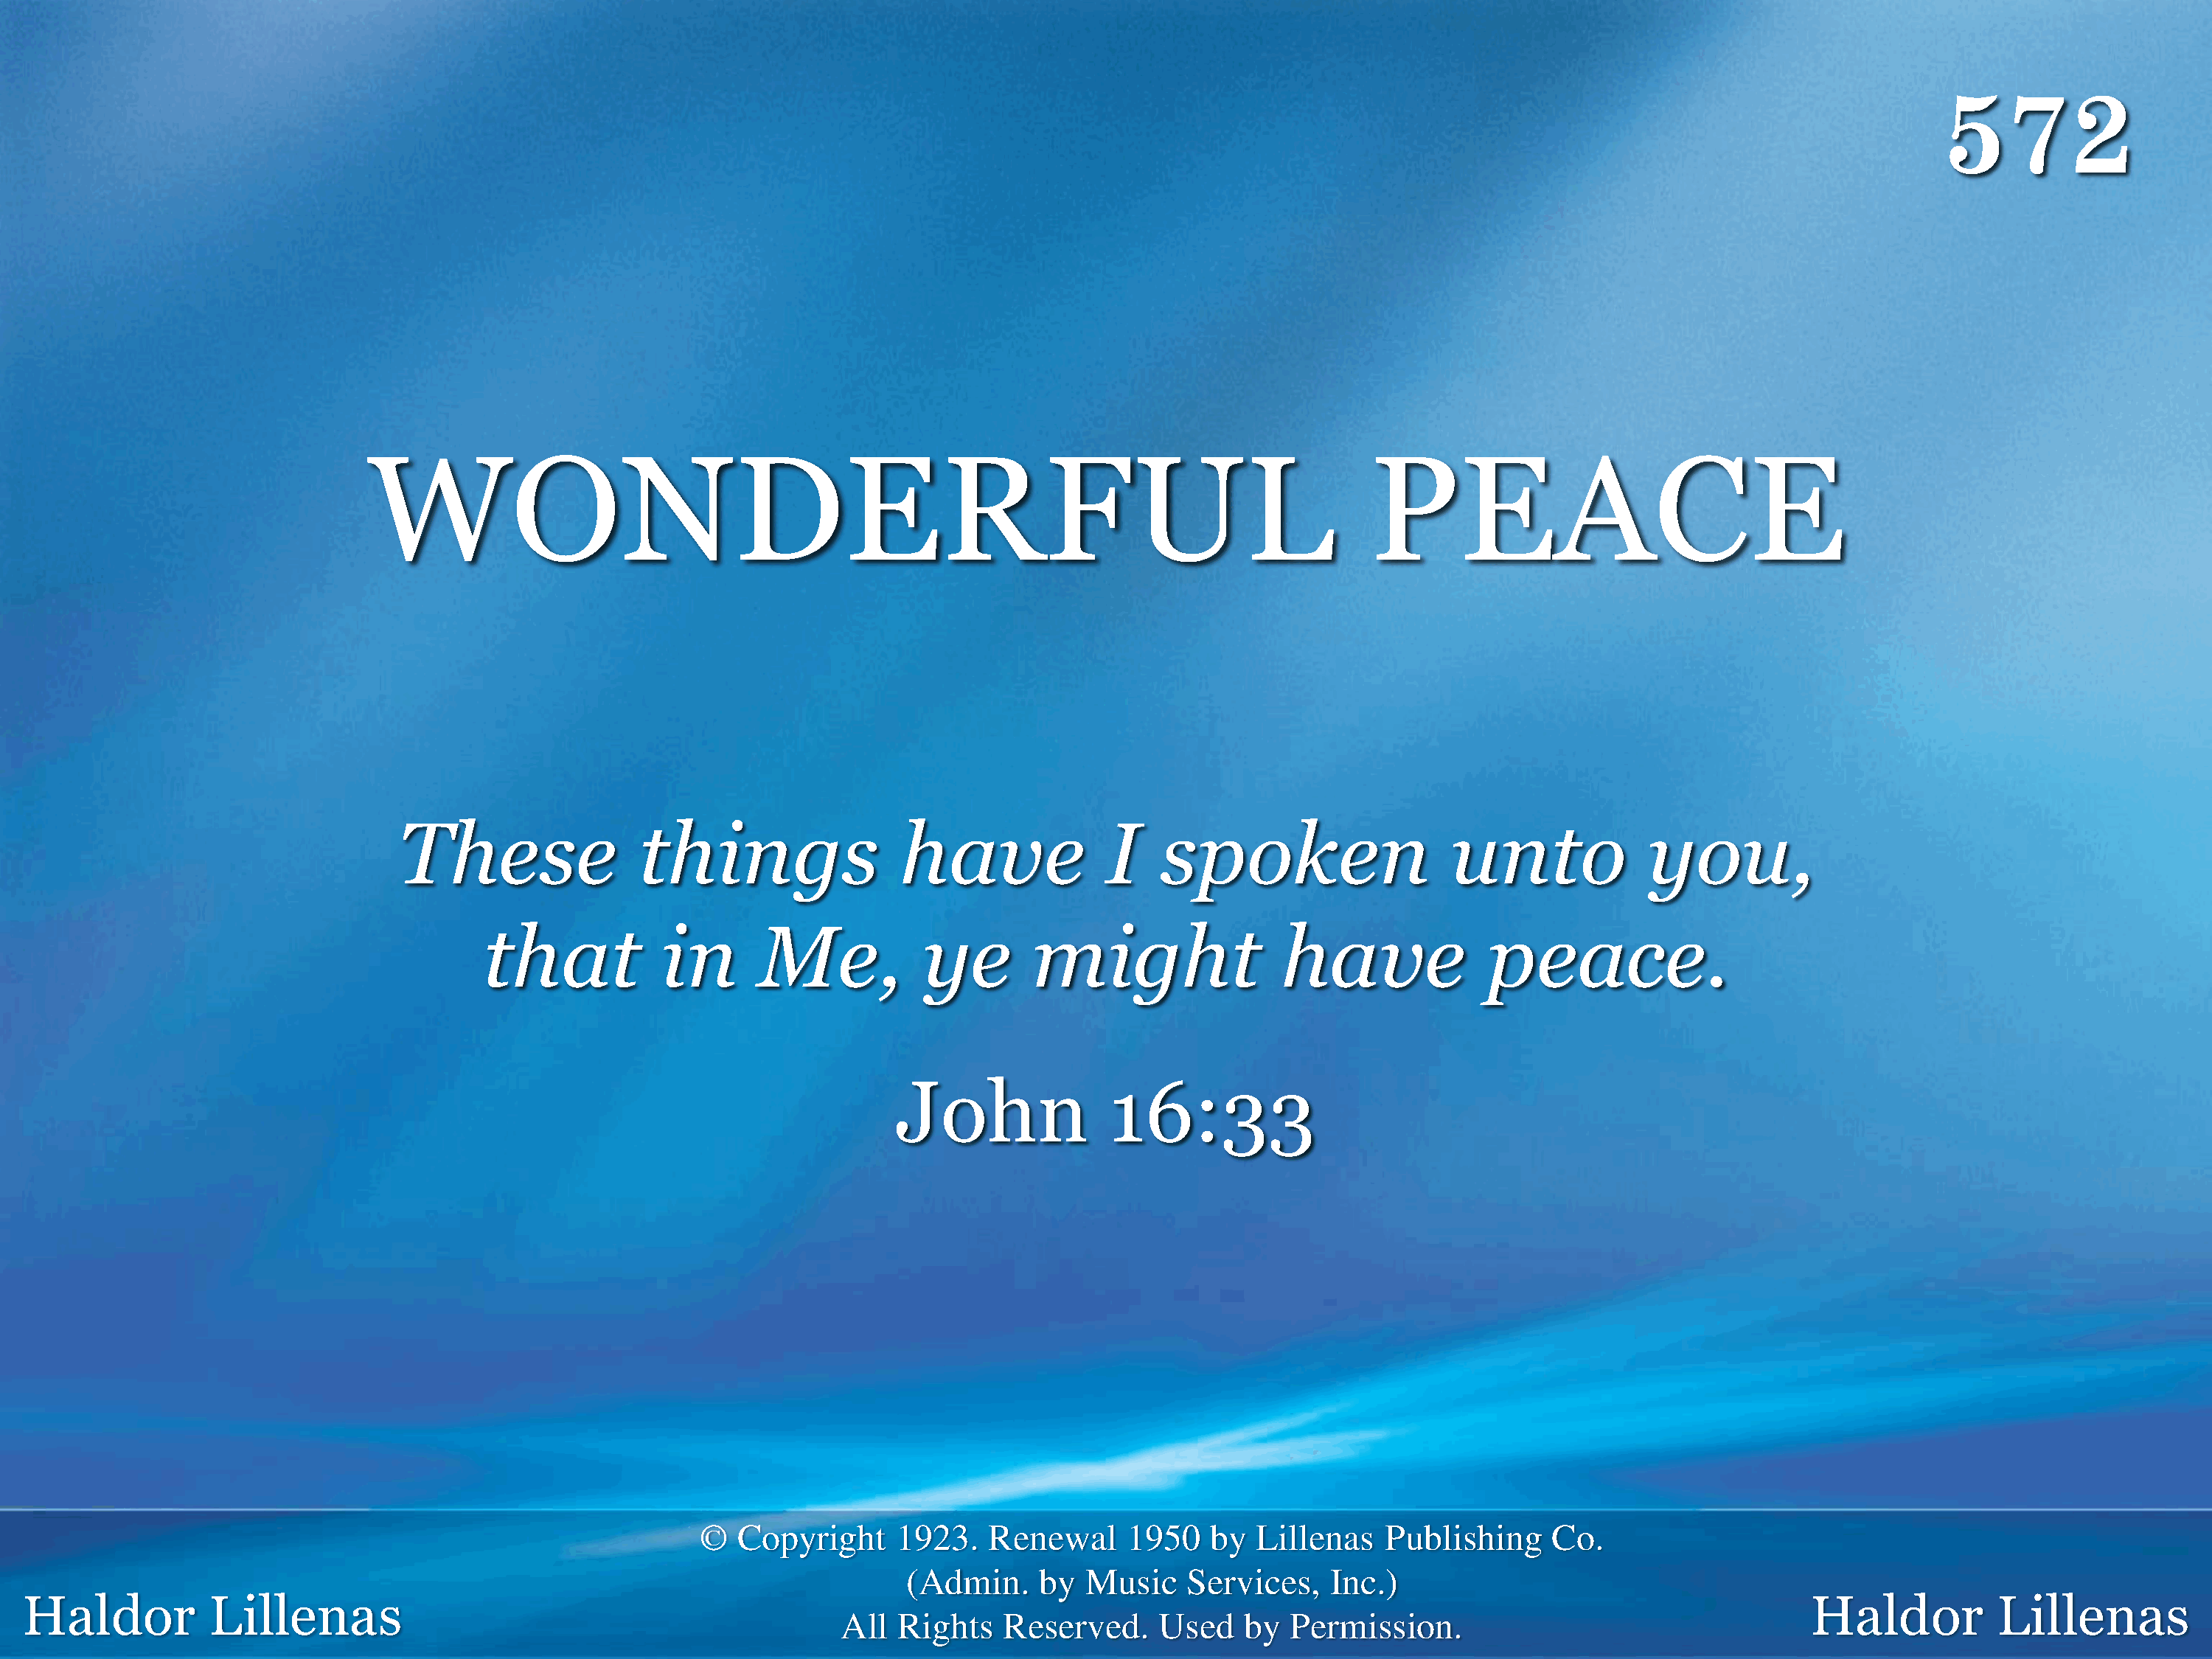 572
WONDERFUL PEACE
These things have I spoken unto you,
that in Me, ye might have peace.
John 16:33
© Copyright 1923. Renewal 1950 by Lillenas Publishing Co.
(Admin. by Music Services, Inc.)
All Rights Reserved. Used by Permission.
Haldor Lillenas
Haldor Lillenas